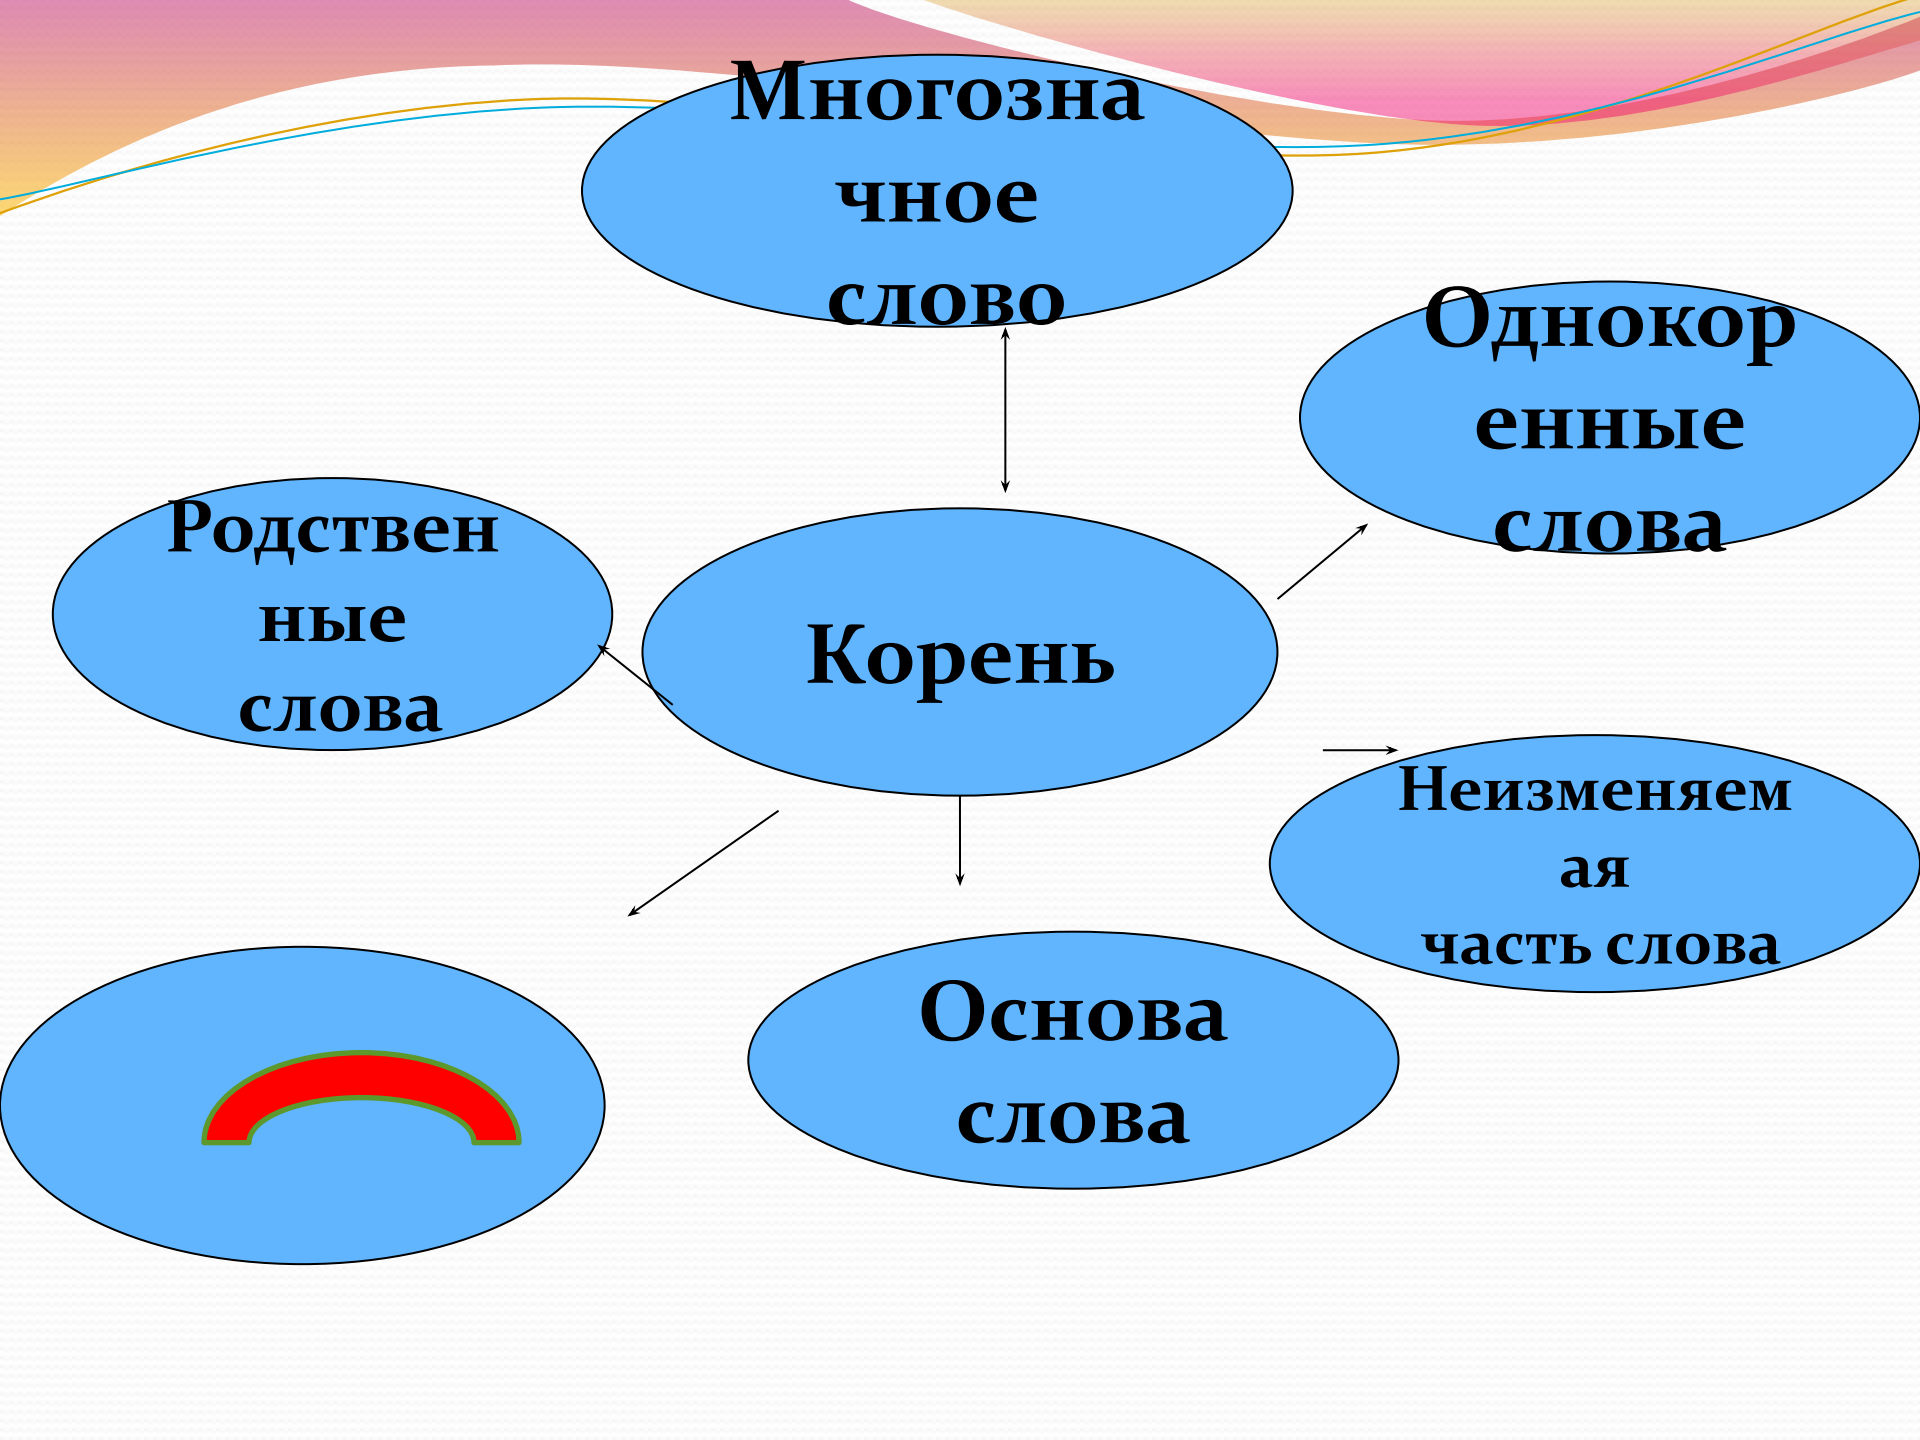 Многозна
чное
слово
Однокор
енные
слова
Родствен
ные
слова
Корень
Неизменяем
ая
часть слова
Основа
слова